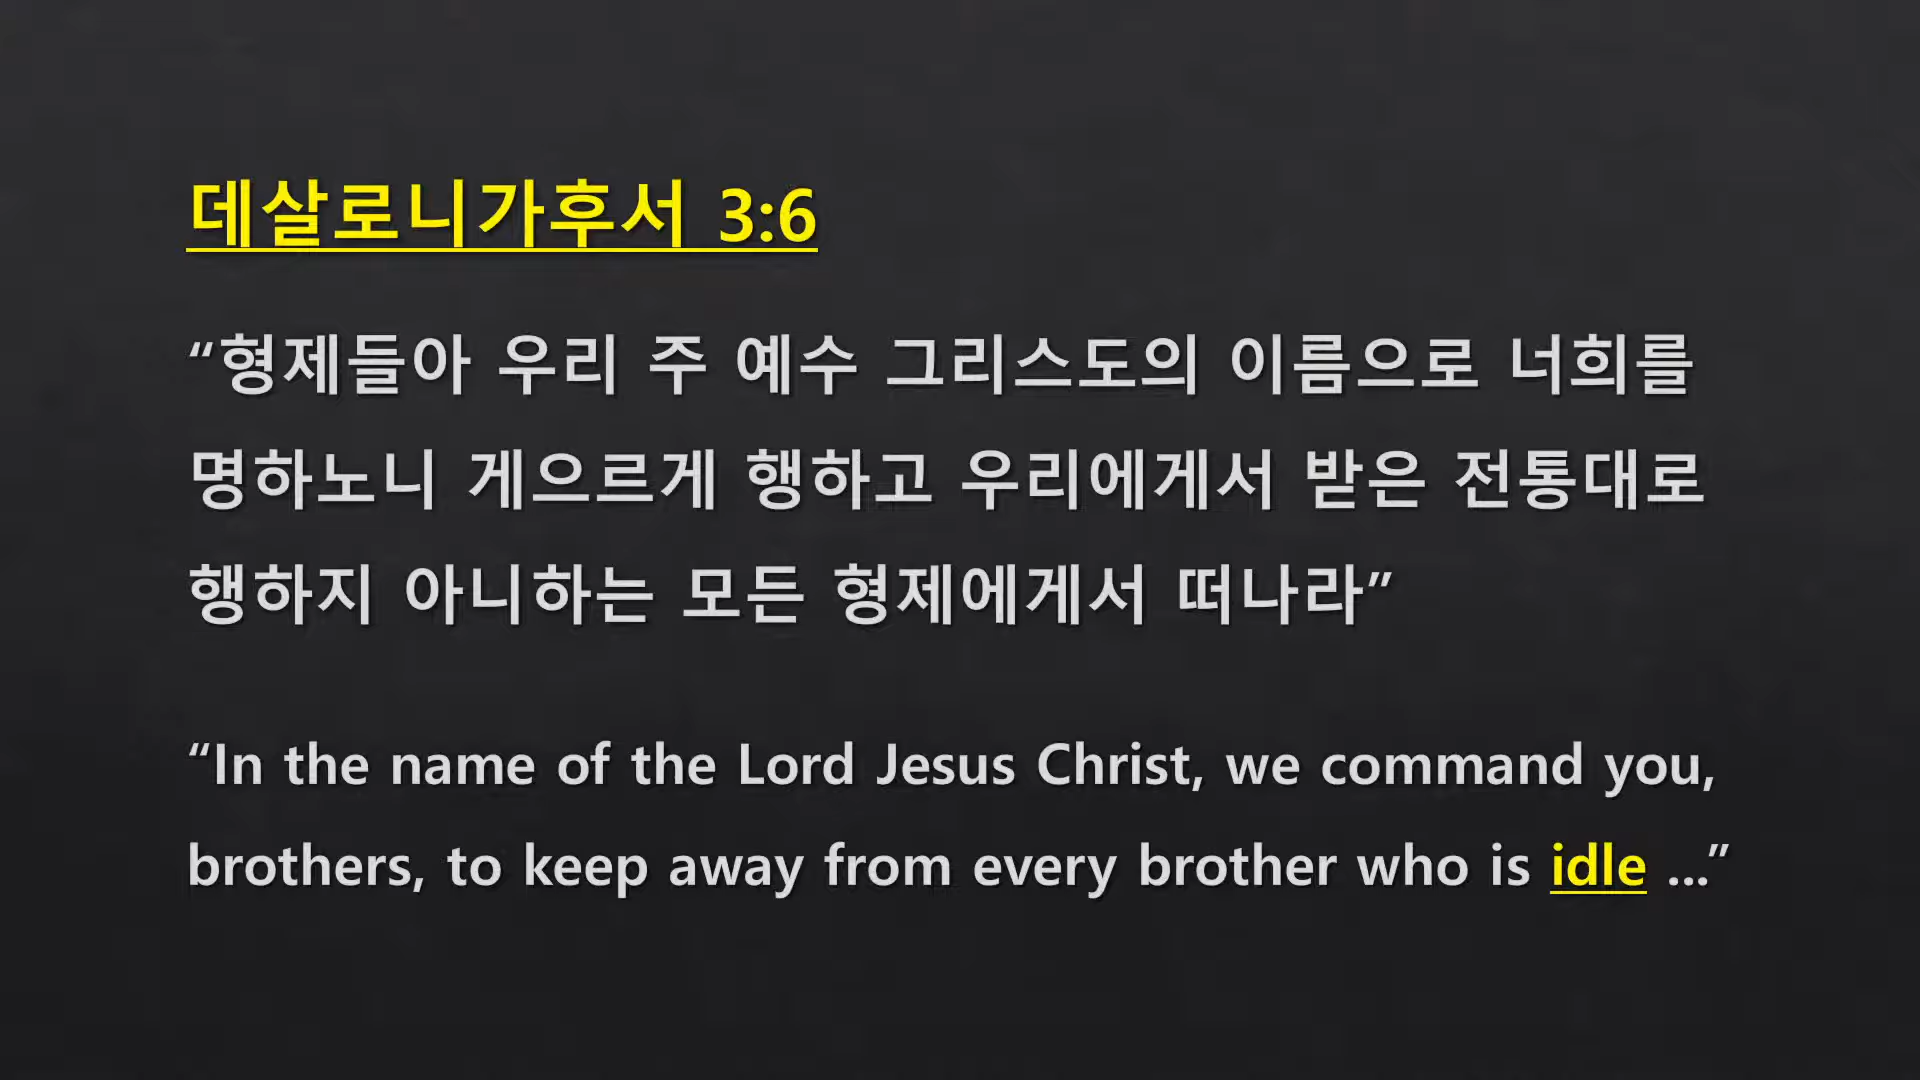 데살로니가후서 3:6
“형제들아 우리 주 예수 그리스도의 이름으로 너희를
명하노니 게으르게 행하고 우리에게서 받은 전통대로
행하지 아니하는 모든 형제에게서 떠나라”
“In the name of the Lord Jesus Christ, we command you,
brothers, to keep away from every brother who is idle ...”